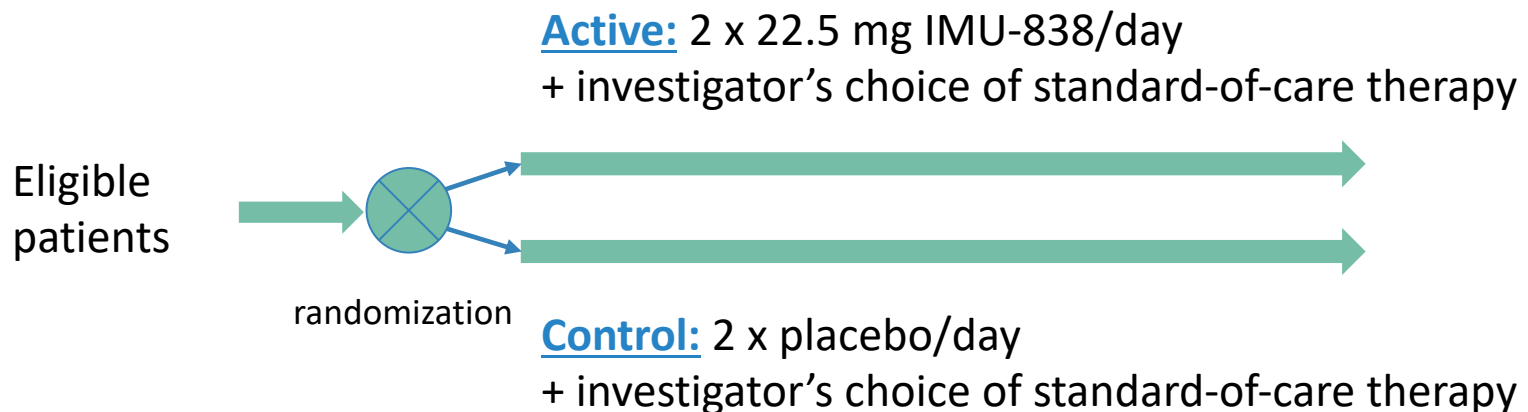 Active: 2 x 22.5 mg IMU-838/day
+ investigator’s choice of standard-of-care therapy
Eligible
patients
randomization
Control: 2 x placebo/day
+ investigator’s choice of standard-of-care therapy